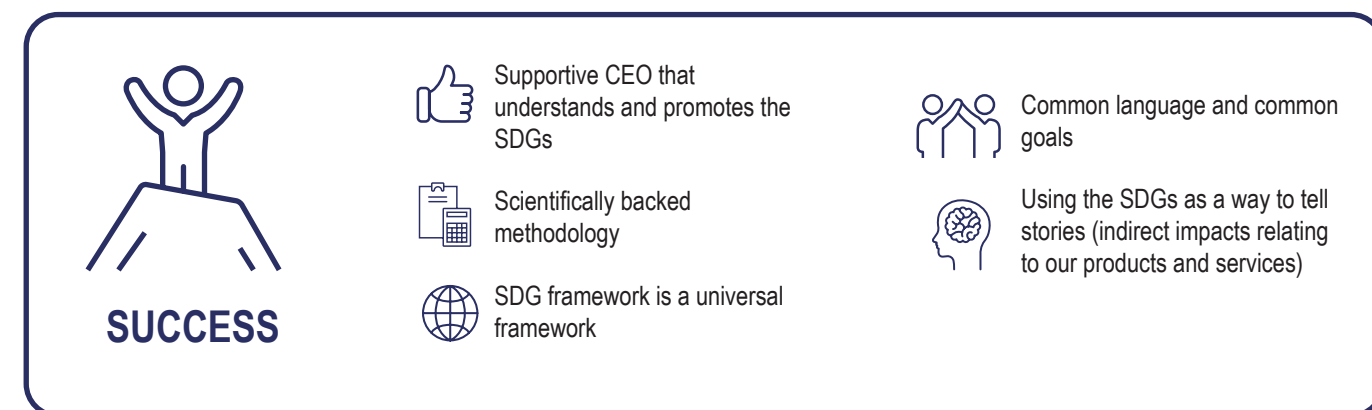 SUCCESS
Supportive CEO that
understands and promotes the
SDGs
Scientifically backed
methodology
SDG framework is a universal
framework
Common language and common
goals
Using the SDGs as a way to tell
stories (indirect impacts relating
to our products and services)